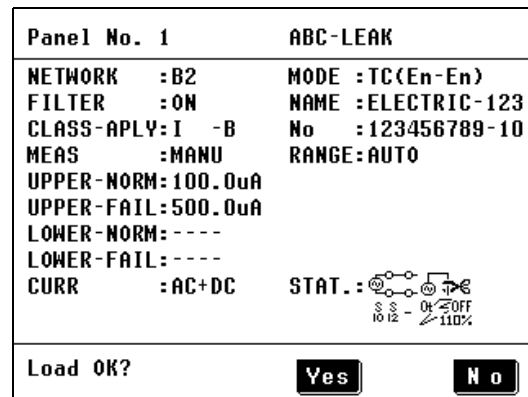 Panel No. 1 ABC-LEAK
NETWORK :B2 MODE :TC(En-En)
FILTER :ON NAME :ELECTRIC-123
CLASS-APLY:I -B No :123456789-10
MEAS :MANU RANGE:AUTO
UPPER-NORM:100.0uA
UPPER-FAIL:500.0uA
LOWER-NORM:----
LOWER-FAIL:----
CURR :AC+DC STAT.:
S S - 0t OFF
10 12 110%
Load OK? Yes No